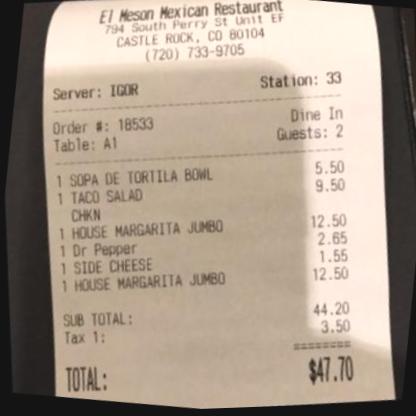 El Meson Mexican Restaurant
794 South Perry St Unit EF
CASTLE ROCK, CO 80104
(720) 733-9705
Server: IGOR Station: 33
Order #: 18533 Dine In
Table: A1 Guests: 2
1 SOPA DE TORTILA BOWL 5.50
1 TACO SALAD 9.50
CHKN
1 HOUSE MARGARITA JUMBO 12.50
1 Dr Pepper 2.65
1 SIDE CHEESE 1.55
1 HOUSE MARGARITA JUMBO 12.50
SUB TOTAL: 44.20
Tax 1: 3.50
========
TOTAL: $47.70